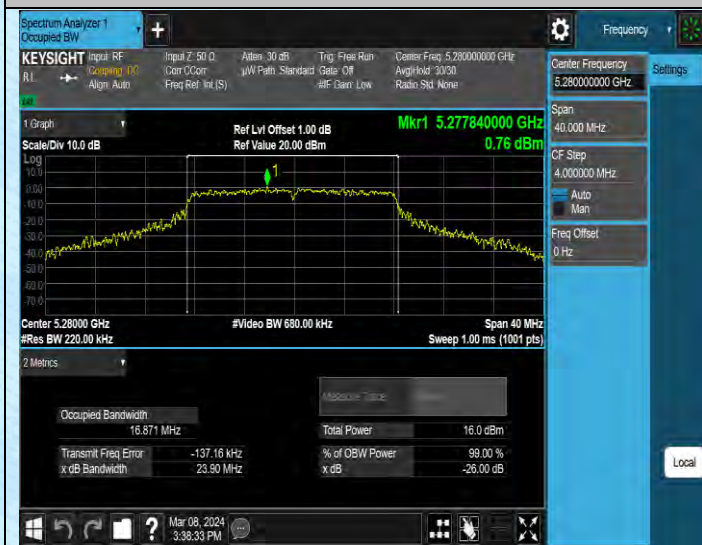 Spectrum Analyzer 1
Occupied BW
Frequency
KEYSIGHT Input: RF
Coupling: DC
Align: Auto
Input Z: 50 Ω
Corr CCorr
Freq Ref: Int (S)
Atten: 30 dB
µW Path: Standard
Trig: Free Run
Gate: Off
#IF Gain: Low
Center Freq: 5.280000000 GHz
Avg|Hold: 30/30
Radio Std: None
Center Frequency
5.280000000 GHz
Settings
Span
40.000 MHz
CF Step
4.000000 MHz
Auto
Man
Freq Offset
0 Hz
1 Graph
Ref Lvl Offset 1.00 dB
Mkr1 5.277840000 GHz
Scale/Div 10.0 dB
Ref Value 20.00 dBm
0.76 dBm
Log
10.0
0.00
-10.0
-20.0
-30.0
-40.0
-50.0
-60.0
-70.0
1
Center 5.28000 GHz
#Video BW 680.00 kHz
Span 40 MHz
#Res BW 220.00 kHz
Sweep 1.00 ms (1001 pts)
2 Metrics
Measure Trace
Occupied Bandwidth
16.871 MHz
Total Power 16.0 dBm
Transmit Freq Error -137.16 kHz
% of OBW Power 99.00 %
x dB Bandwidth 23.90 MHz
x dB -26.00 dB
Local
?
Mar 08, 2024
3:38:33 PM